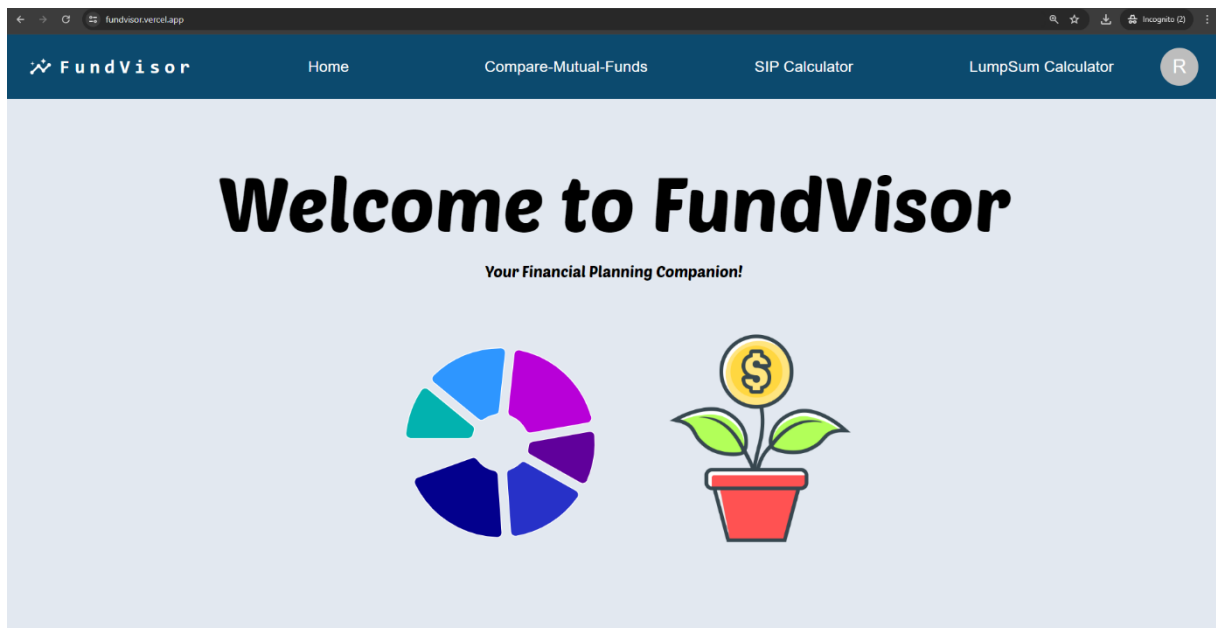 fundvisor.vercel.app
Incognito (2)
FundVisor Home Compare-Mutual-Funds SIP Calculator LumpSum Calculator R
Welcome to FundVisor
Your Financial Planning Companion!
$